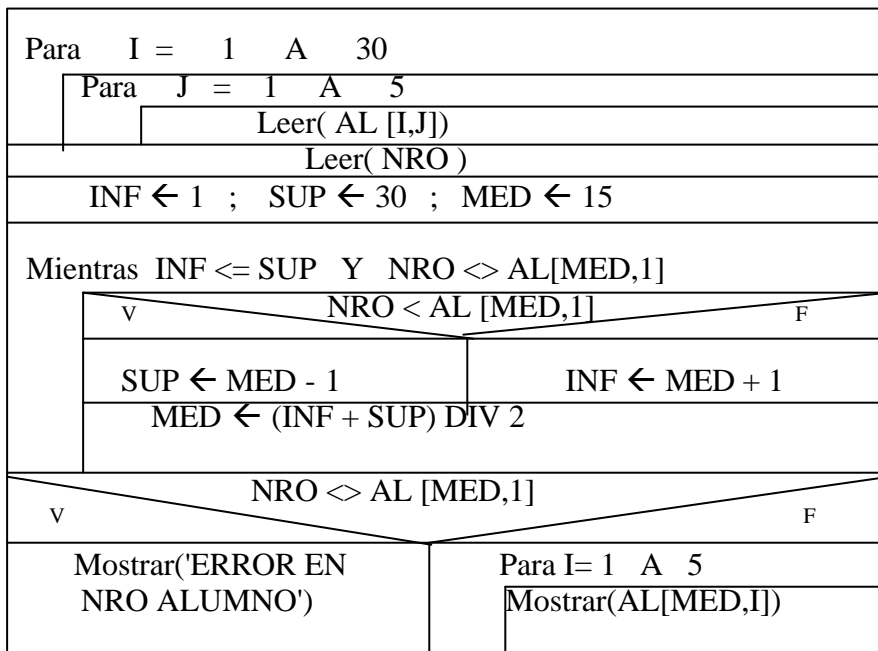 Para I = 1 A 30
Para J = 1 A 5
Leer( AL [I,J])
Leer( NRO )
INF ← 1 ; SUP ← 30 ; MED ← 15
Mientras INF <= SUP Y NRO <> AL[MED,1]
NRO < AL [MED,1]
V F
SUP ← MED - 1 INF ← MED + 1
MED ← (INF + SUP) DIV 2
NRO <> AL [MED,1]
V F
Mostrar('ERROR EN
NRO ALUMNO')
Para I= 1 A 5
Mostrar(AL[MED,I])